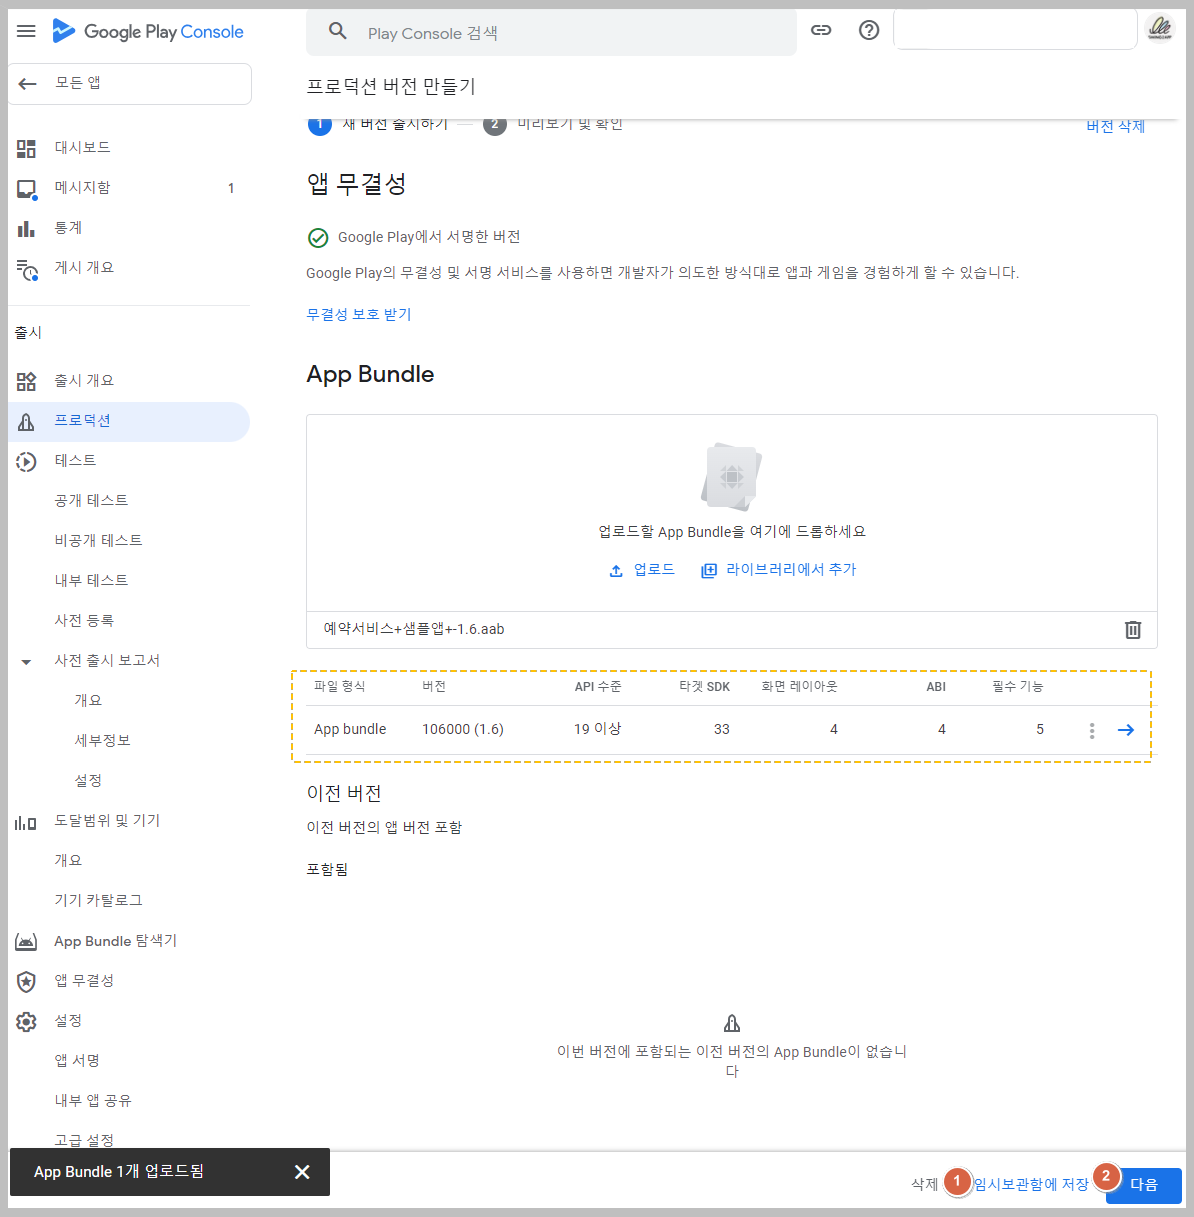 Google Play Console
Play Console 검색
모든 앱
프로덕션 버전 만들기
1 새 버전 출시하기 2 미리보기 및 확인
버전 삭제
대시보드
메시지함 1
통계
게시 개요
출시
출시 개요
프로덕션
테스트
공개 테스트
비공개 테스트
내부 테스트
사전 등록
사전 출시 보고서
개요
세부정보
설정
도달범위 및 기기
개요
기기 카탈로그
App Bundle 탐색기
앱 무결성
설정
앱 서명
내부 앱 공유
고급 설정
앱 무결성
Google Play에서 서명한 버전
Google Play의 무결성 및 서명 서비스를 사용하면 개발자가 의도한 방식대로 앱과 게임을 경험하게 할 수 있습니다.
무결성 보호 받기
App Bundle
업로드할 App Bundle을 여기에 드롭하세요
업로드 라이브러리에서 추가
예약서비스+샘플앱+-1.6.aab
파일 형식 버전 API 수준 타겟 SDK 화면 레이아웃 ABI 필수 기능
App bundle 106000 (1.6) 19 이상 33 4 4 5
이전 버전
이전 버전의 앱 버전 포함
포함됨
이번 버전에 포함되는 이전 버전의 App Bundle이 없습니
다
App Bundle 1개 업로드됨
삭제 1 임시보관함에 저장 2 다음